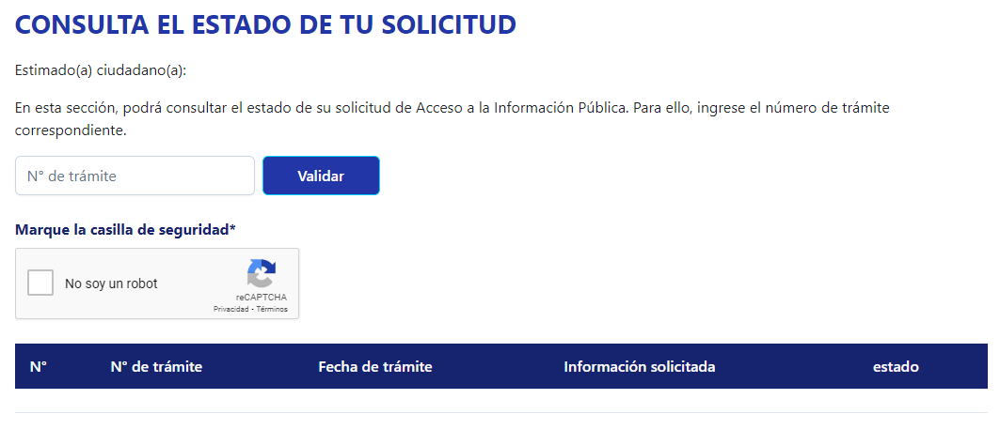 CONSULTA EL ESTADO DE TU SOLICITUD
Estimado(a) ciudadano(a):
En esta sección, podrá consultar el estado de su solicitud de Acceso a la Información Pública. Para ello, ingrese el número de trámite
correspondiente.
N° de trámite Validar
Marque la casilla de seguridad*
No soy un robot
reCAPTCHA
Privacidad - Términos
N° N° de trámite Fecha de trámite Información solicitada estado